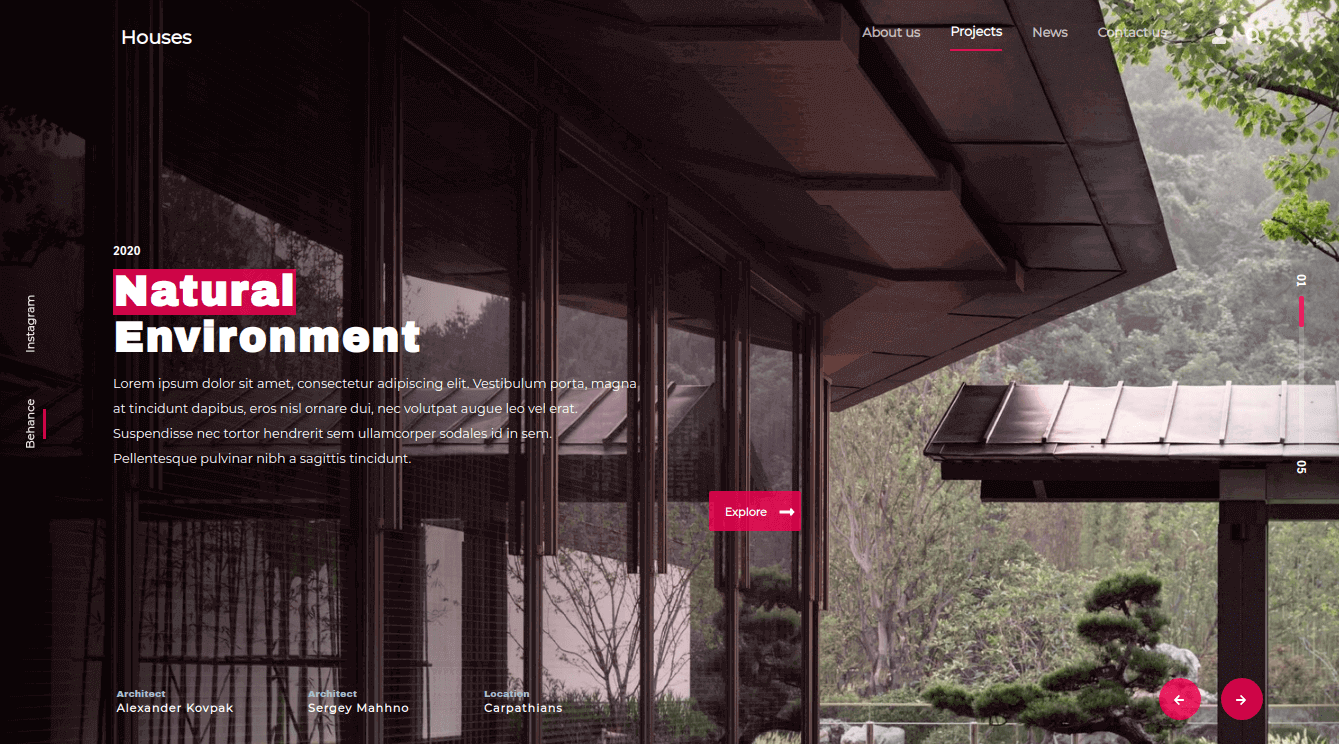 Houses
About us
Projects
News
Contact us
2020
Natural
Environment
Lorem ipsum dolor sit amet, consectetur adipiscing elit. Vestibulum porta, magna
at tincidunt dapibus, eros nisl ornare dui, nec volutpat augue leo vel erat.
Suspendisse nec tortor hendrerit sem ullamcorper sodales id in sem.
Pellentesque pulvinar nibh a sagittis tincidunt.
Explore
Instagram
Behance
01
05
Architect
Alexander Kovpak
Architect
Sergey Mahhno
Location
Carpathians